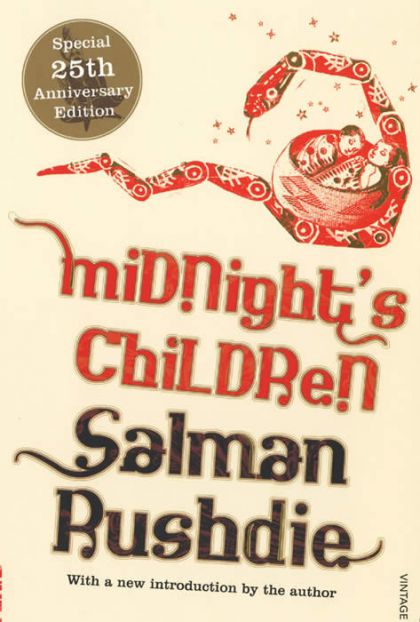 Special
25th
Anniversary
Edition
miDNight's
ChiLDReN
Salman
Rushdie
With a new introduction by the author
VINTAGE